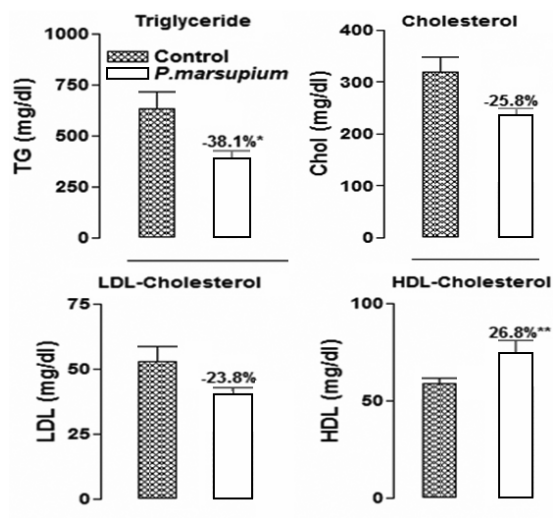 Triglyceride
1000
750
500
250
0
TG (mg/dl)
Control
P.marsupium
-38.1%*
Cholesterol
400
300
200
100
0
Chol (mg/dl)
-25.8%
LDL-Cholesterol
75
50
25
0
LDL (mg/dl)
-23.8%
HDL-Cholesterol
100
50
0
HDL (mg/dl)
26.8%**